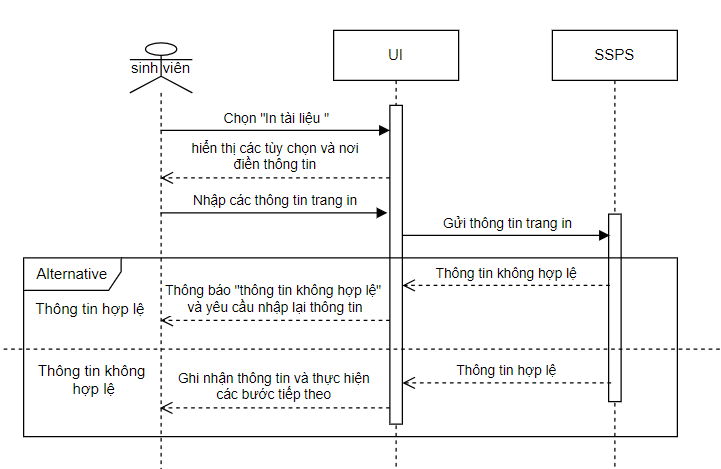 UI
SSPS
sinh viên
Chọn "In tài liệu "
hiển thị các tùy chọn và nơi
điền thông tin
Nhập các thông tin trang in
Gửi thông tin trang in
Alternative
Thông tin không hợp lệ
Thông báo "thông tin không hợp lệ"
và yêu cầu nhập lại thông tin
Thông tin hợp lệ
Thông tin không
hợp lệ
Thông tin hợp lệ
Ghi nhận thông tin và thực hiện
các bước tiếp theo